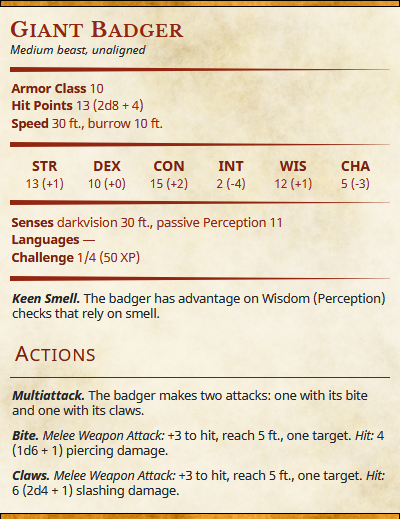 Giant Badger
Medium beast, unaligned
Armor Class 10
Hit Points 13 (2d8 + 4)
Speed 30 ft., burrow 10 ft.
STR DEX CON INT WIS CHA
13 (+1) 10 (+0) 15 (+2) 2 (-4) 12 (+1) 5 (-3)
Senses darkvision 30 ft., passive Perception 11
Languages —
Challenge 1/4 (50 XP)
Keen Smell. The badger has advantage on Wisdom (Perception)
checks that rely on smell.
Actions
Multiattack. The badger makes two attacks: one with its bite
and one with its claws.
Bite. Melee Weapon Attack: +3 to hit, reach 5 ft., one target. Hit: 4
(1d6 + 1) piercing damage.
Claws. Melee Weapon Attack: +3 to hit, reach 5 ft., one target. Hit:
6 (2d4 + 1) slashing damage.